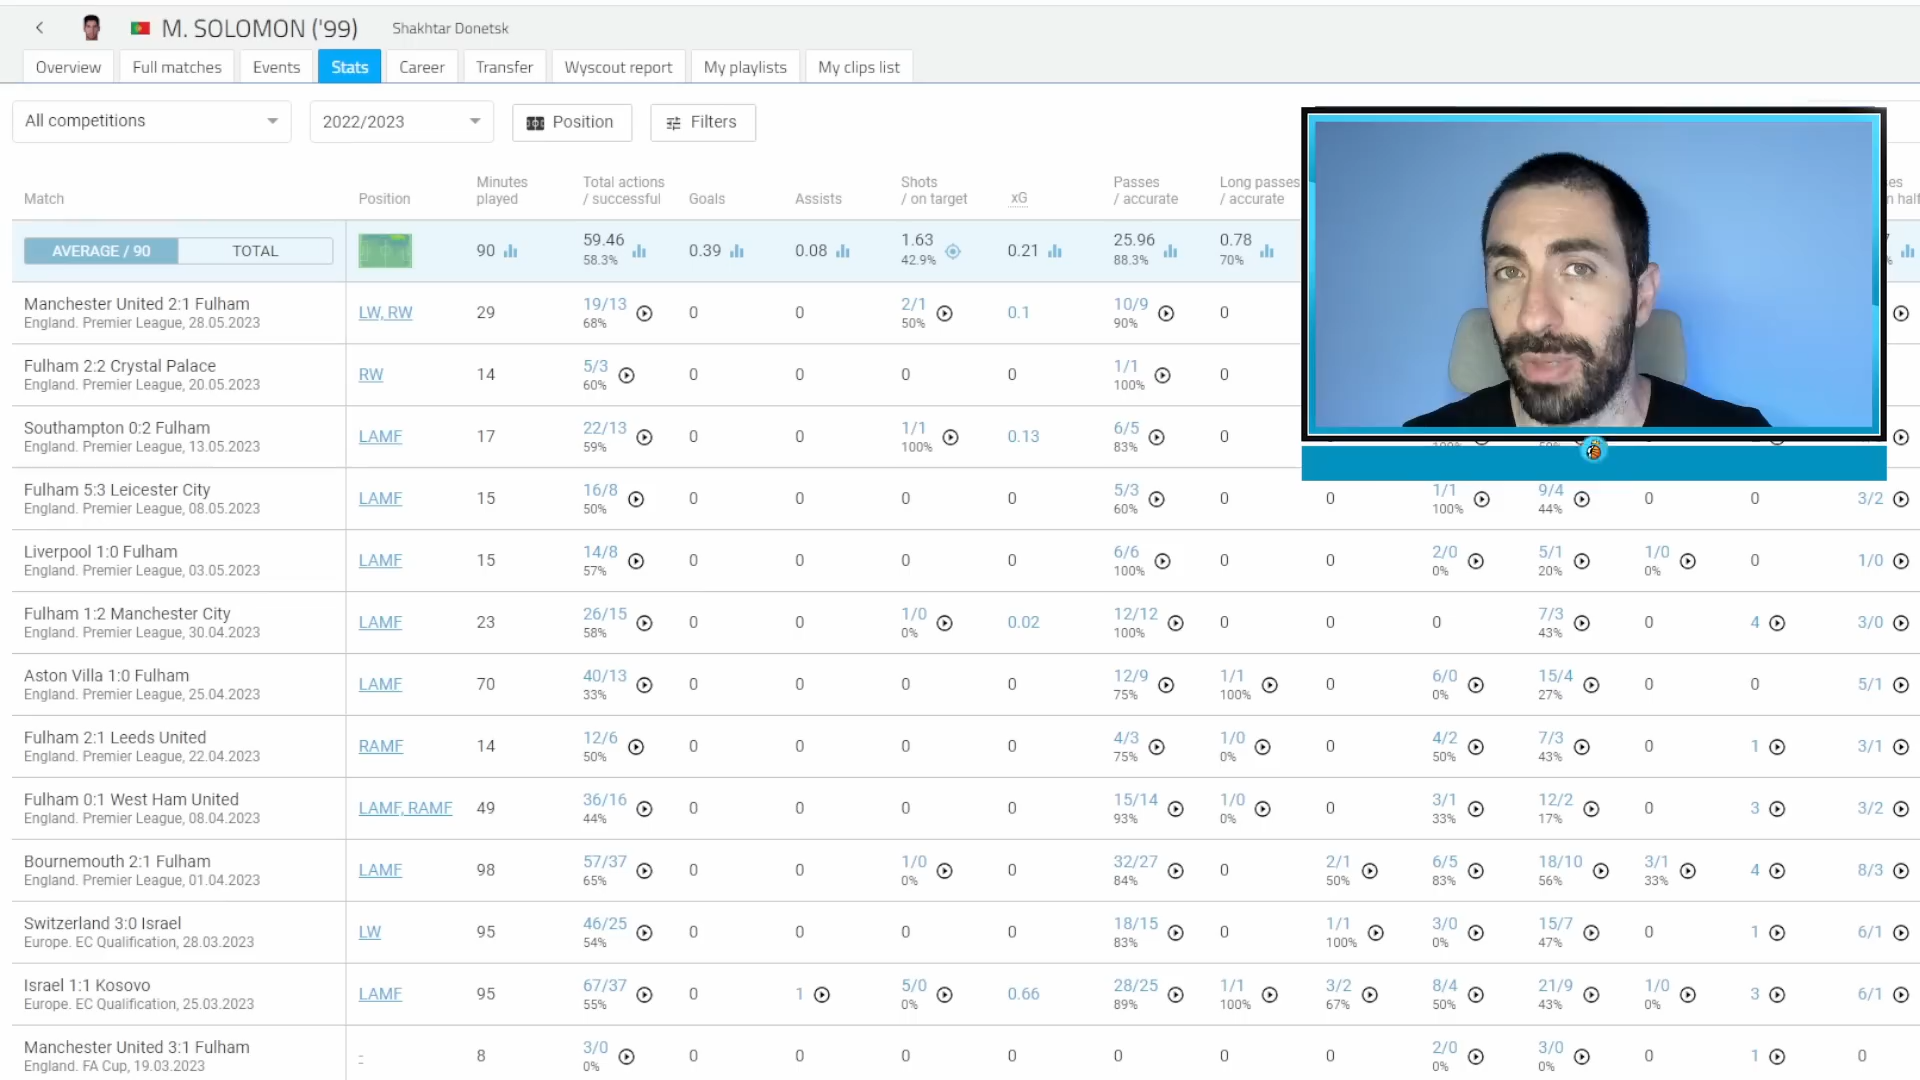 M. SOLOMON ('99) Shakhtar Donetsk
Overview Full matches Events Stats Career Transfer Wyscout report My playlists My clips list
All competitions 2022/2023 Position Filters
Minutes Total actions Shots Passes Long passes
Match Position played / successful Goals Assists / on target xG / accurate / accurate
AVERAGE / 90 TOTAL 90 59.46 0.39 0.08 1.63 0.21 25.96 0.78
58.3% 42.9% 88.3% 70%
Manchester United 2:1 Fulham LW, RW 29 19/13 0 0 2/1 0.1 10/9 0
England. Premier League, 28.05.2023 68% 50% 90%
Fulham 2:2 Crystal Palace RW 14 5/3 0 0 0 0 1/1 0
England. Premier League, 20.05.2023 60% 100%
Southampton 0:2 Fulham LAMF 17 22/13 0 0 1/1 0.13 6/5 0
England. Premier League, 13.05.2023 59% 100% 83%
Fulham 5:3 Leicester City LAMF 15 16/8 0 0 0 0 5/3 0 0 1/1 9/4 0 0 3/2
England. Premier League, 08.05.2023 50% 60% 100% 44%
Liverpool 1:0 Fulham LAMF 15 14/8 0 0 0 0 6/6 0 0 2/0 5/1 1/0 0 1/0
England. Premier League, 03.05.2023 57% 100% 0% 20% 0%
Fulham 1:2 Manchester City LAMF 23 26/15 0 0 1/0 0.02 12/12 0 0 0 7/3 0 4 3/0
England. Premier League, 30.04.2023 58% 0% 100% 43%
Aston Villa 1:0 Fulham LAMF 70 40/13 0 0 0 0 12/9 1/1 0 6/0 15/4 0 0 5/1
England. Premier League, 25.04.2023 33% 75% 100% 0% 27%
Fulham 2:1 Leeds United RAMF 14 12/6 0 0 0 0 4/3 1/0 0 4/2 7/3 0 1 3/1
England. Premier League, 22.04.2023 50% 75% 0% 50% 43%
Fulham 0:1 West Ham United LAMF, RAMF 49 36/16 0 0 0 0 15/14 1/0 0 3/1 12/2 0 3 3/2
England. Premier League, 08.04.2023 44% 93% 0% 33% 17%
Bournemouth 2:1 Fulham LAMF 98 57/37 0 0 1/0 0 32/27 0 2/1 6/5 18/10 3/1 4 8/3
England. Premier League, 01.04.2023 65% 0% 84% 50% 83% 56% 33%
Switzerland 3:0 Israel LW 95 46/25 0 0 0 0 18/15 0 1/1 3/0 15/7 0 1 6/1
Europe. EC Qualification, 28.03.2023 54% 83% 100% 0% 47%
Israel 1:1 Kosovo LAMF 95 67/37 0 1 5/0 0.66 28/25 1/1 3/2 8/4 21/9 1/0 3 6/1
Europe. EC Qualification, 25.03.2023 55% 0% 89% 100% 67% 50% 43% 0%
Manchester United 3:1 Fulham - 8 3/0 0 0 0 0 0 0 0 2/0 3/0 0 1 0
England. FA Cup, 19.03.2023 0% 0% 0%